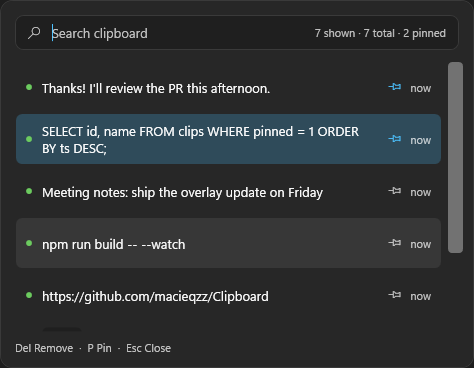 Search clipboard
7 shown · 7 total · 2 pinned
Thanks! I'll review the PR this afternoon.
now
SELECT id, name FROM clips WHERE pinned = 1 ORDER
BY ts DESC;
now
Meeting notes: ship the overlay update on Friday
now
npm run build -- --watch
now
https://github.com/macieqzz/Clipboard
now
Del Remove · P Pin · Esc Close